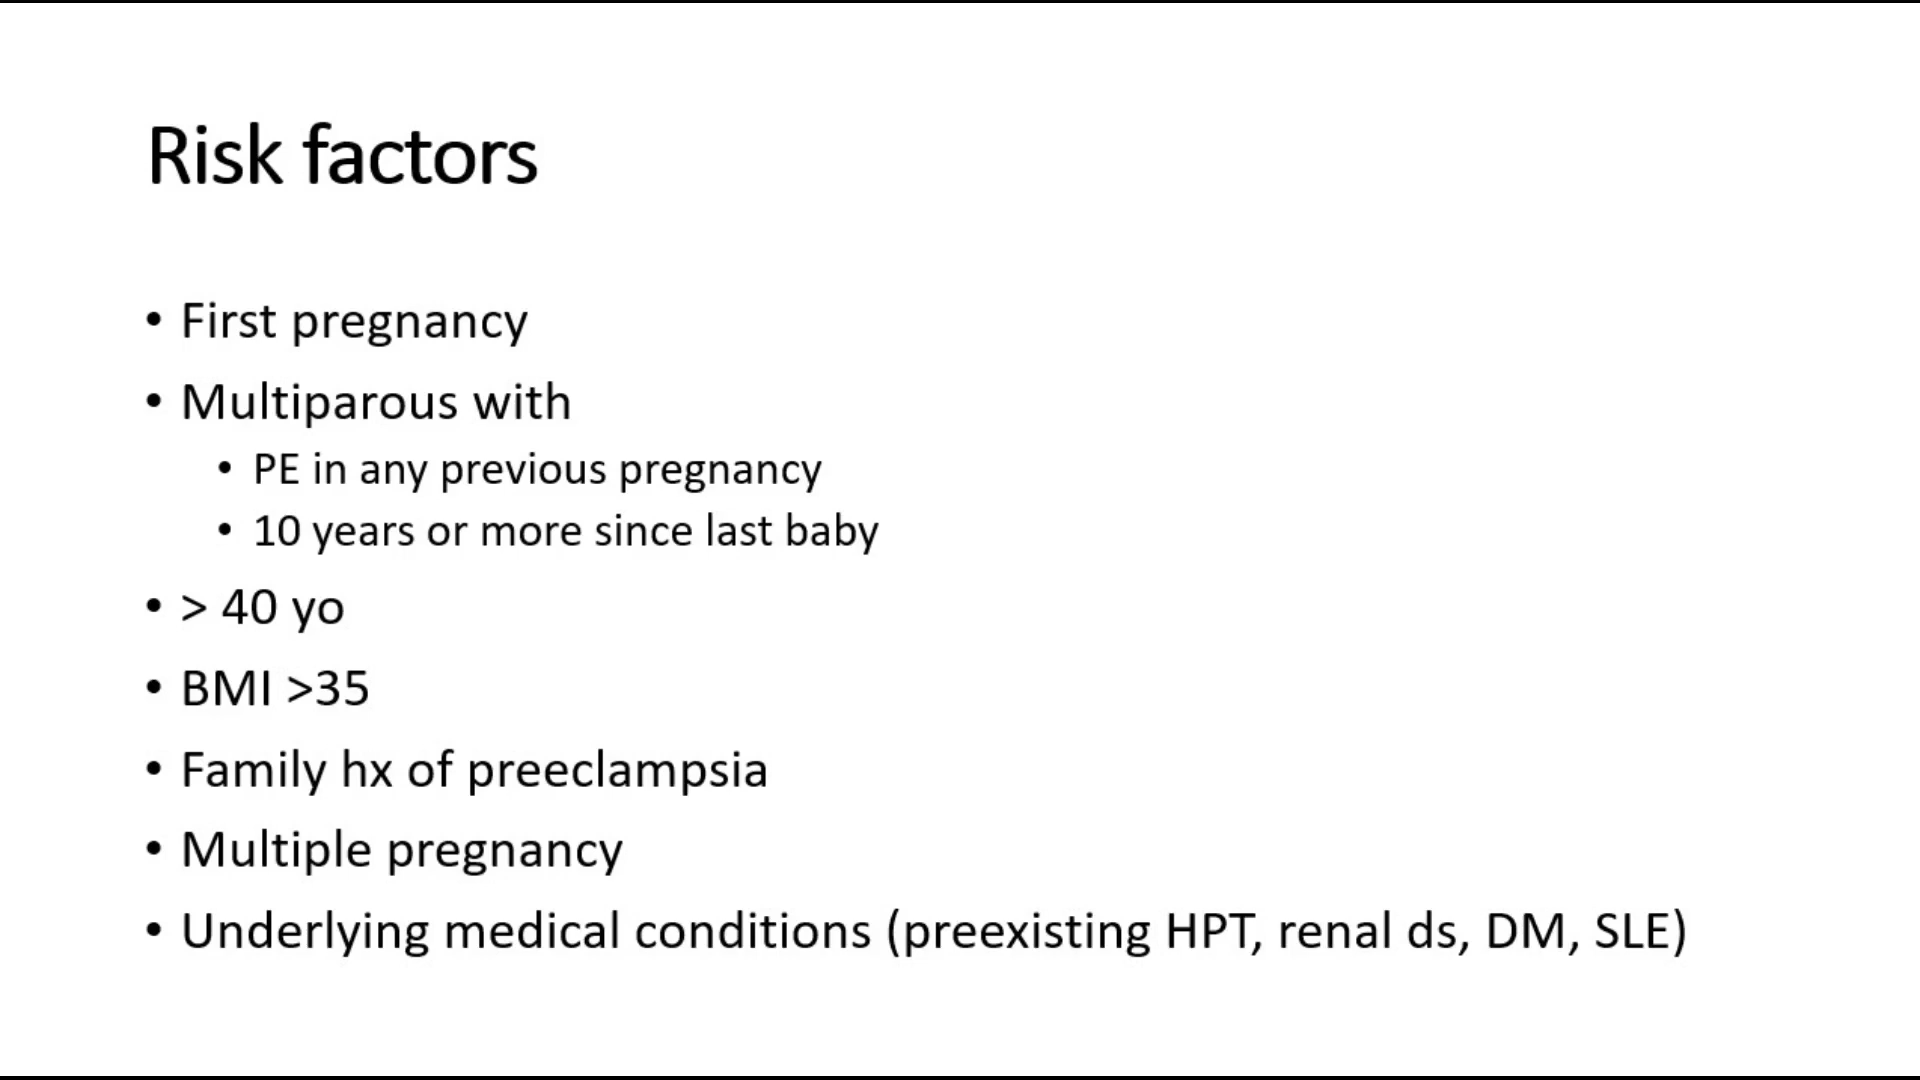 Risk factors
• First pregnancy
• Multiparous with
• PE in any previous pregnancy
• 10 years or more since last baby
• > 40 yo
• BMI >35
• Family hx of preeclampsia
• Multiple pregnancy
• Underlying medical conditions (preexisting HPT, renal ds, DM, SLE)